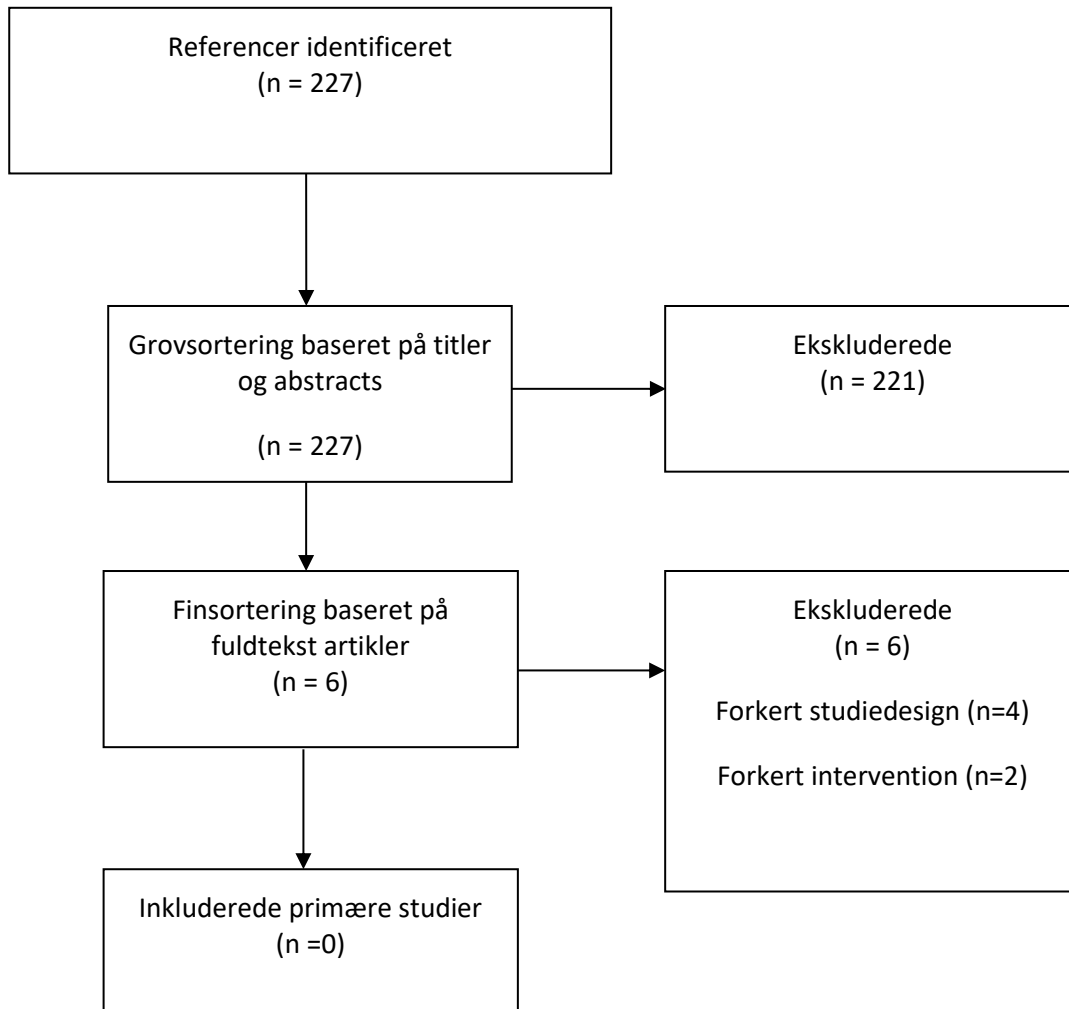 Referencer identificeret
(n = 227)
Grovsortering baseret på titler
og abstracts
(n = 227)
Ekskluderede
(n = 221)
Finsortering baseret på
fuldtekst artikler
(n = 6)
Ekskluderede
(n = 6)
Forkert studiedesign (n=4)
Forkert intervention (n=2)
Inkluderede primære studier
(n =0)